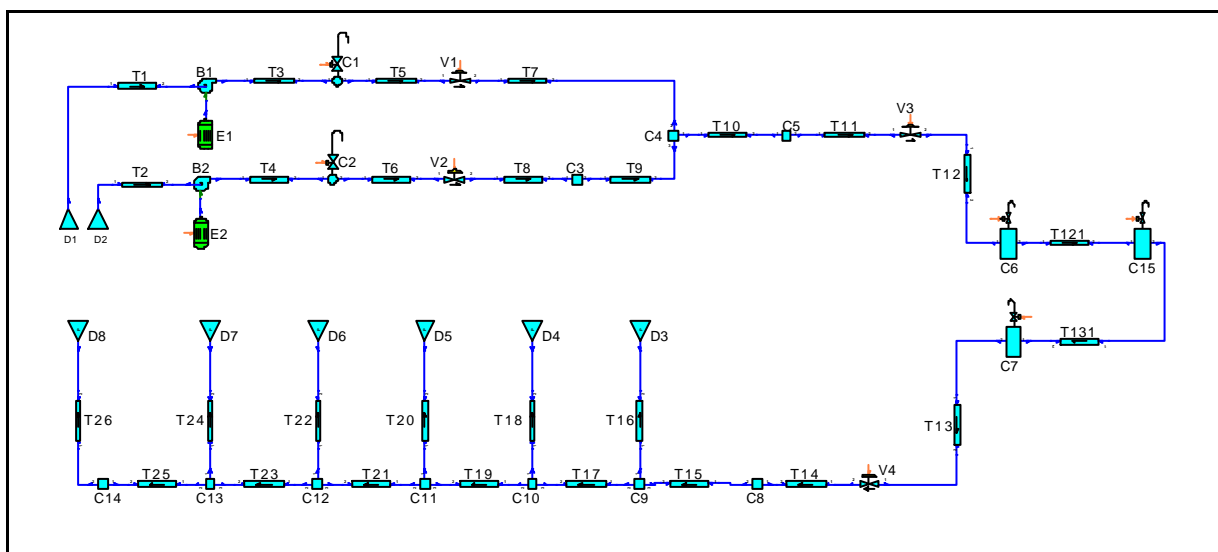 C1
T1 B1 T3 T5 V1 T7
E1
C4 T10 C5 T11 V3
T2 B2 T4 C2 T6 V2 T8 C3 T9
T12
D1 D2 E2
T121
C6 C15
D8 D7 D6 D5 D4 D3
T131
C7
T26 T24 T22 T20 T18 T16 T13
T25 T23 T21 T19 T17 T15 T14 V4
C14 C13 C12 C11 C10 C9 C8